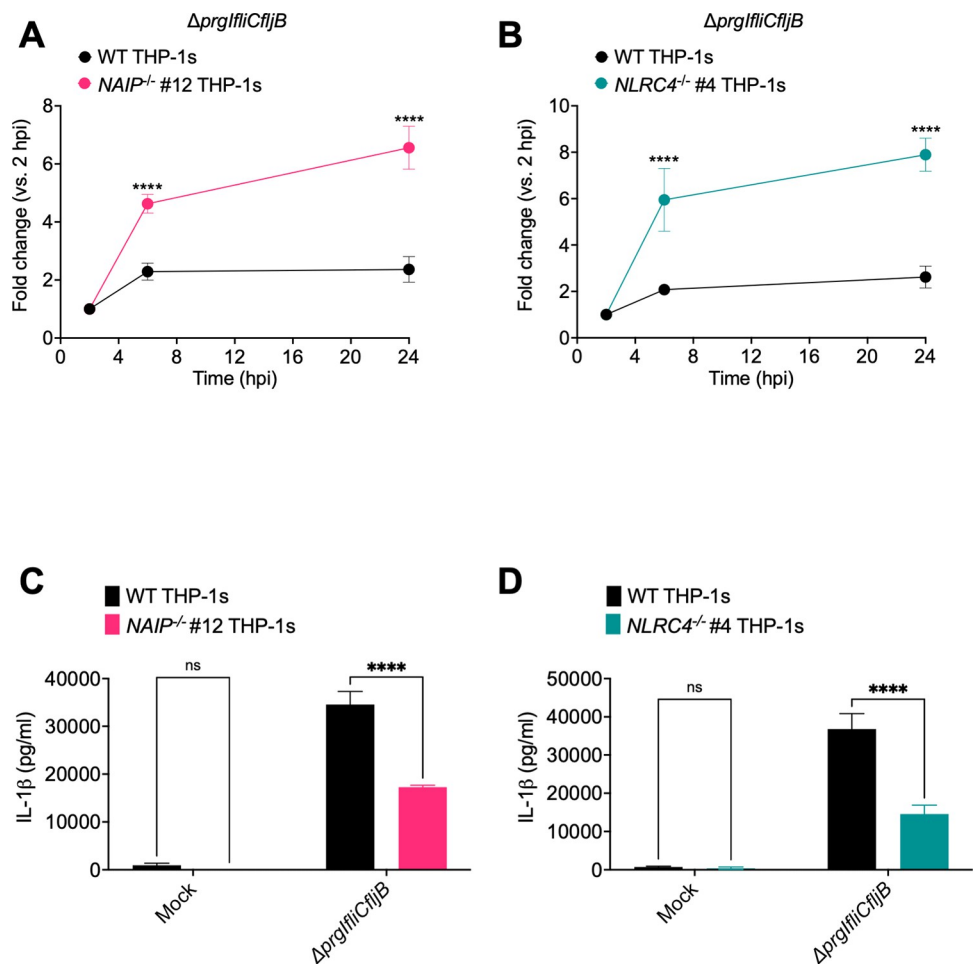 A
ΔprgIfliCfljB
WT THP-1s
NAIP-/- #12 THP-1s
Fold change (vs. 2 hpi)
8
6
4
2
0
****
****
0 4 8 12 16 20 24
Time (hpi)
B
ΔprgIfliCfljB
WT THP-1s
NLRC4-/- #4 THP-1s
Fold change (vs. 2 hpi)
10
8
6
4
2
0
****
****
0 4 8 12 16 20 24
Time (hpi)
C
WT THP-1s
NAIP-/- #12 THP-1s
IL-1β (pg/ml)
40000
30000
20000
10000
0
ns
****
Mock
ΔprgIfliCfljB
D
WT THP-1s
NLRC4-/- #4 THP-1s
IL-1β (pg/ml)
50000
40000
30000
20000
10000
0
ns
****
Mock
ΔprgIfliCfljB